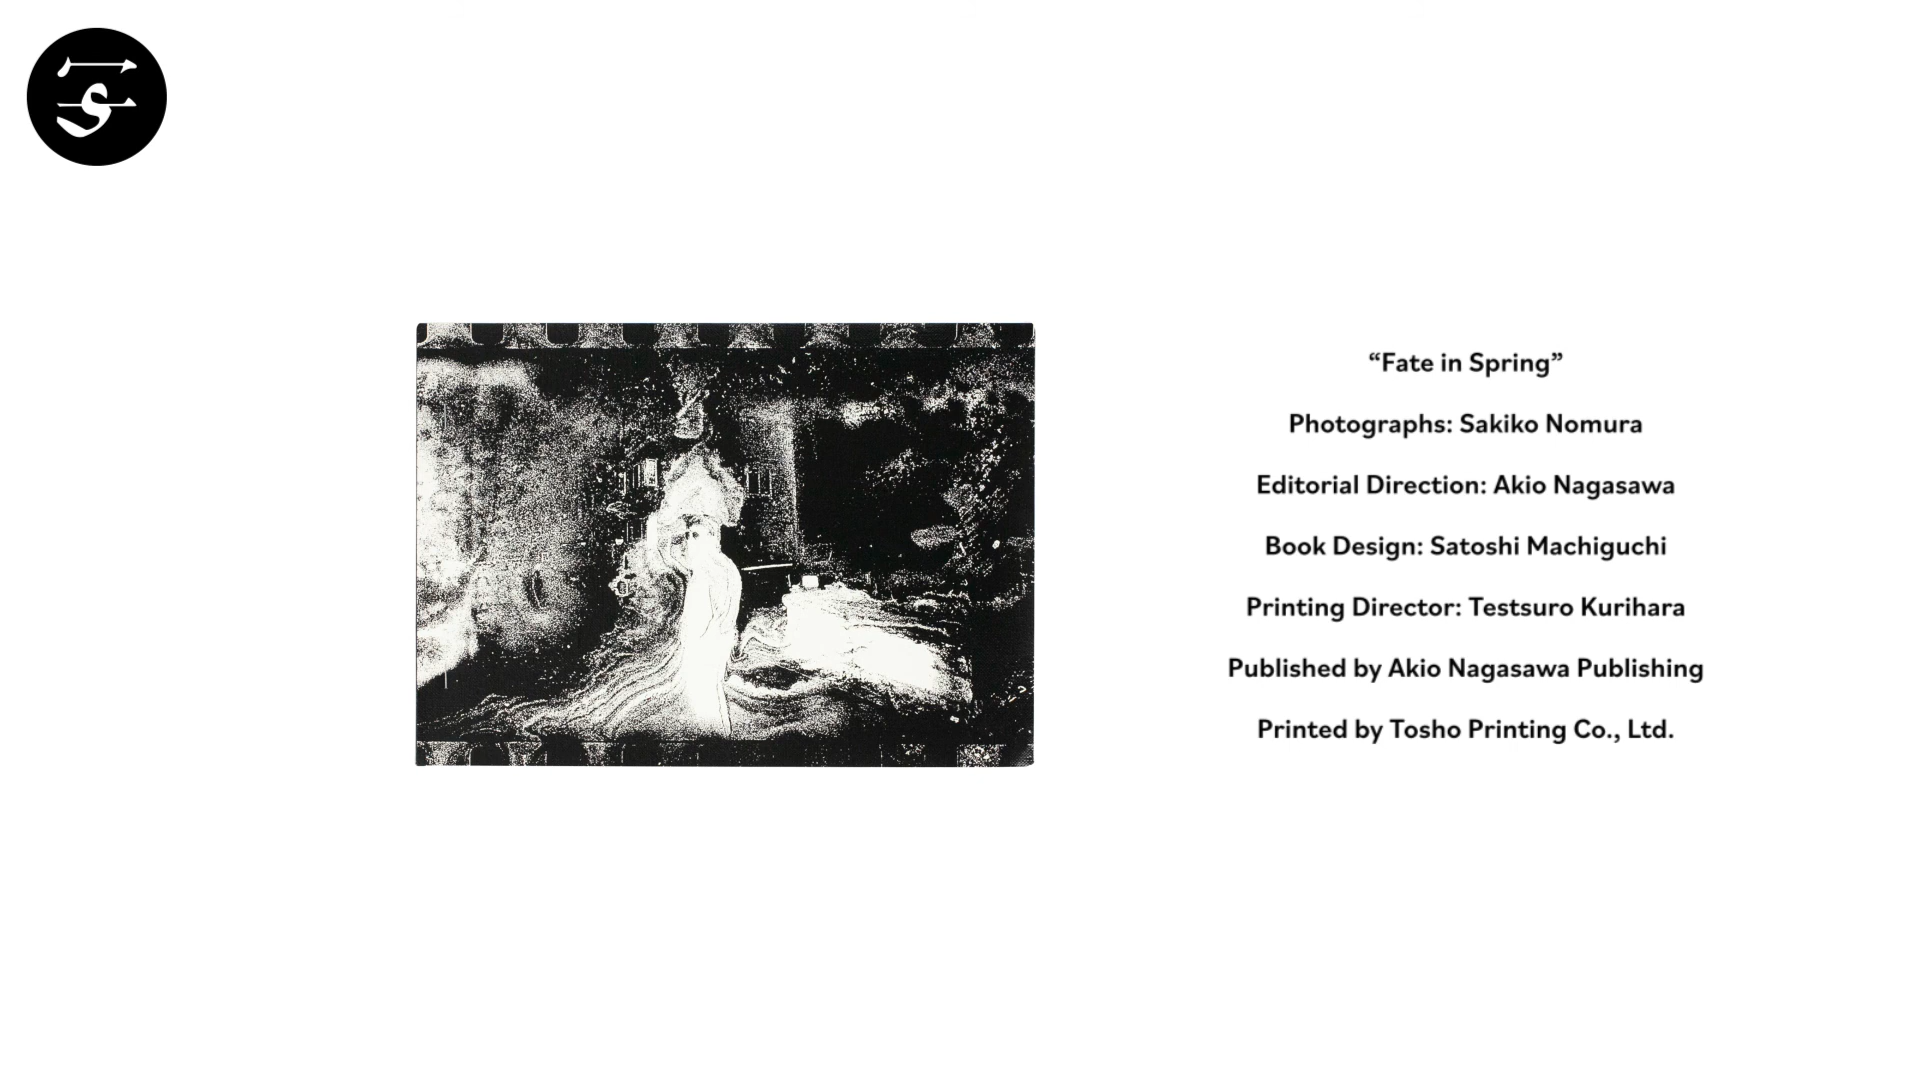 “Fate in Spring”
Photographs: Sakiko Nomura
Editorial Direction: Akio Nagasawa
Book Design: Satoshi Machiguchi
Printing Director: Testsuro Kurihara
Published by Akio Nagasawa Publishing
Printed by Tosho Printing Co., Ltd.